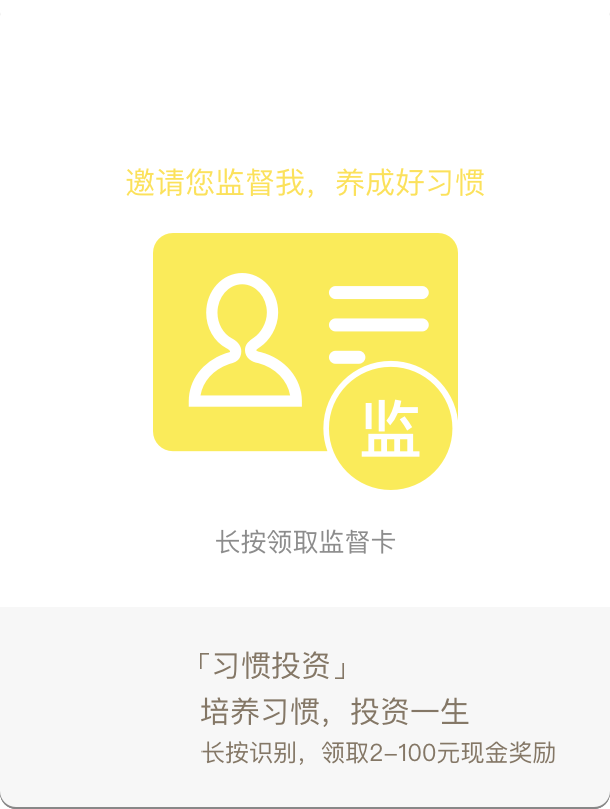 邀请您监督我，养成好习惯
监
长按领取监督卡
「习惯投资」
培养习惯，投资一生
长按识别，领取2-100元现金奖励